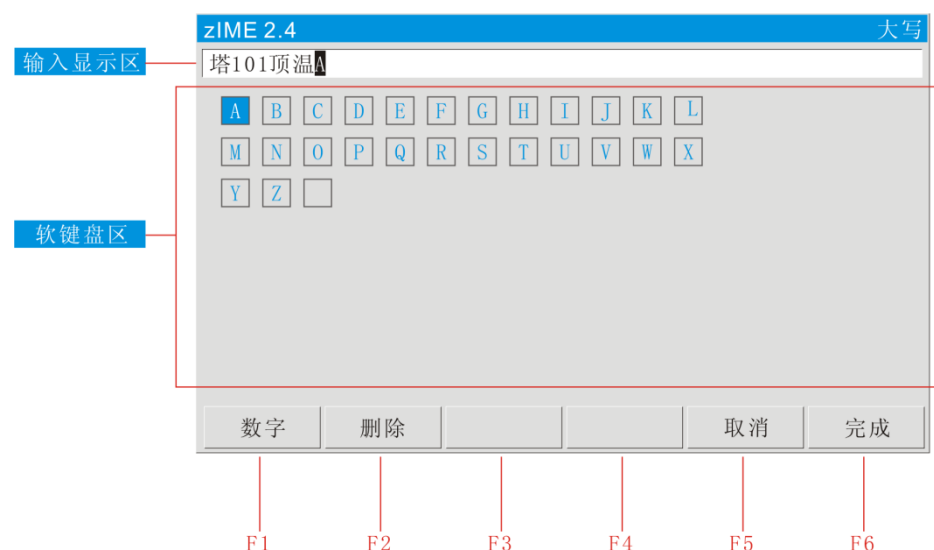 zIME 2.4 大写
输入显示区
塔101顶温A
A B C D E F G H I J K L
M N O P Q R S T U V W X
Y Z
软键盘区
数字 删除 取消 完成
F1 F2 F3 F4 F5 F6